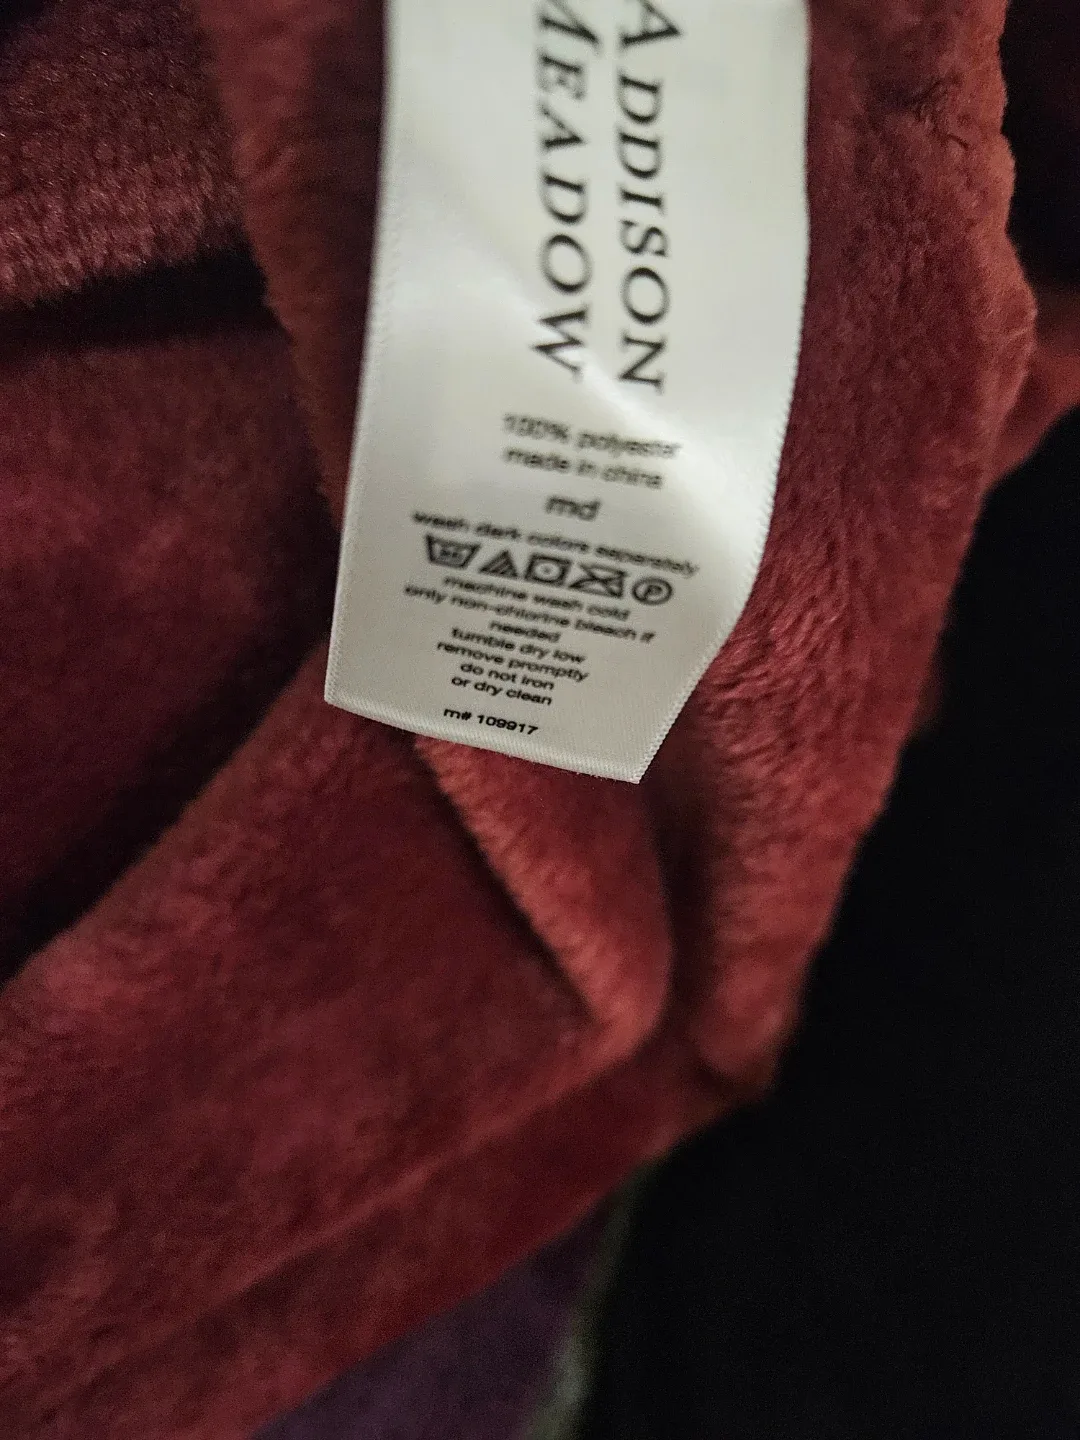 ADDISON
MEADOW
100% polyester
made in china
md
wash dark colors separately
P
machine wash cold
only non-chlorine bleach if
needed
tumble dry low
remove promptly
do not iron
or dry clean
m# 109917